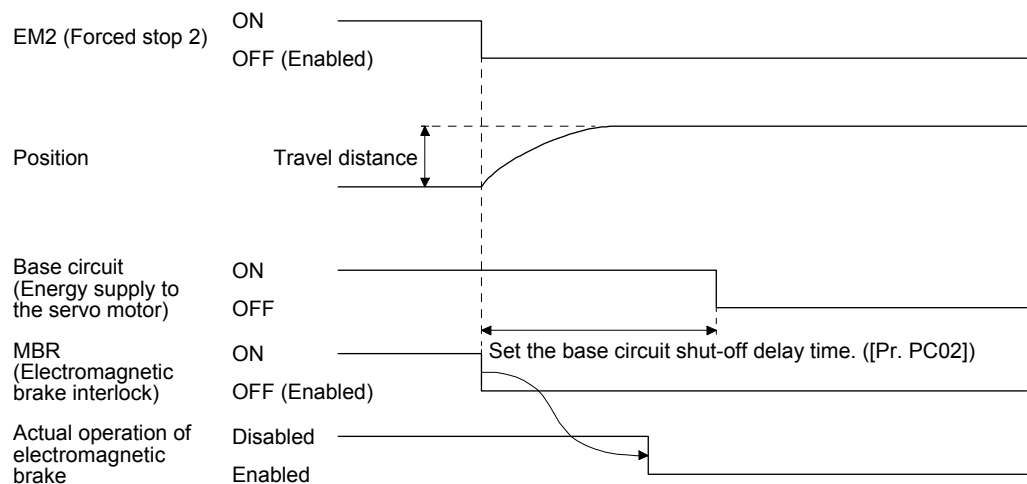 EM2 (Forced stop 2)
ON
OFF (Enabled)
Position
Travel distance
Base circuit
(Energy supply to
the servo motor)
ON
OFF
Set the base circuit shut-off delay time. ([Pr. PC02])
MBR
(Electromagnetic
brake interlock)
ON
OFF (Enabled)
Actual operation of
electromagnetic
brake
Disabled
Enabled